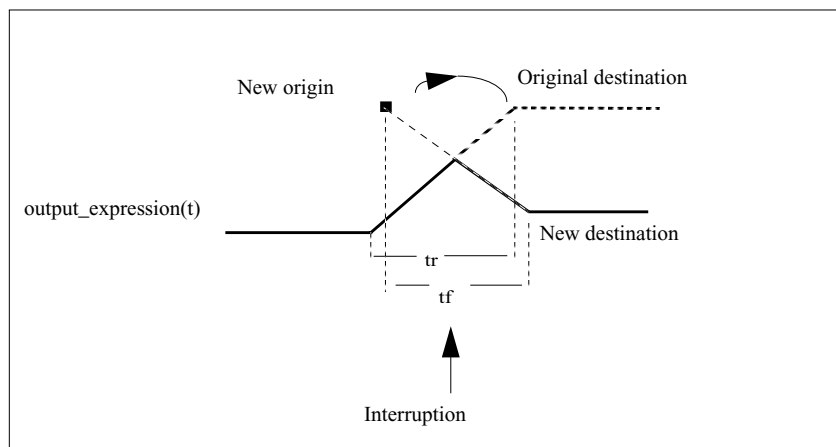 Original destination
New origin
output_expression(t)
New destination
tr
tf
Interruption